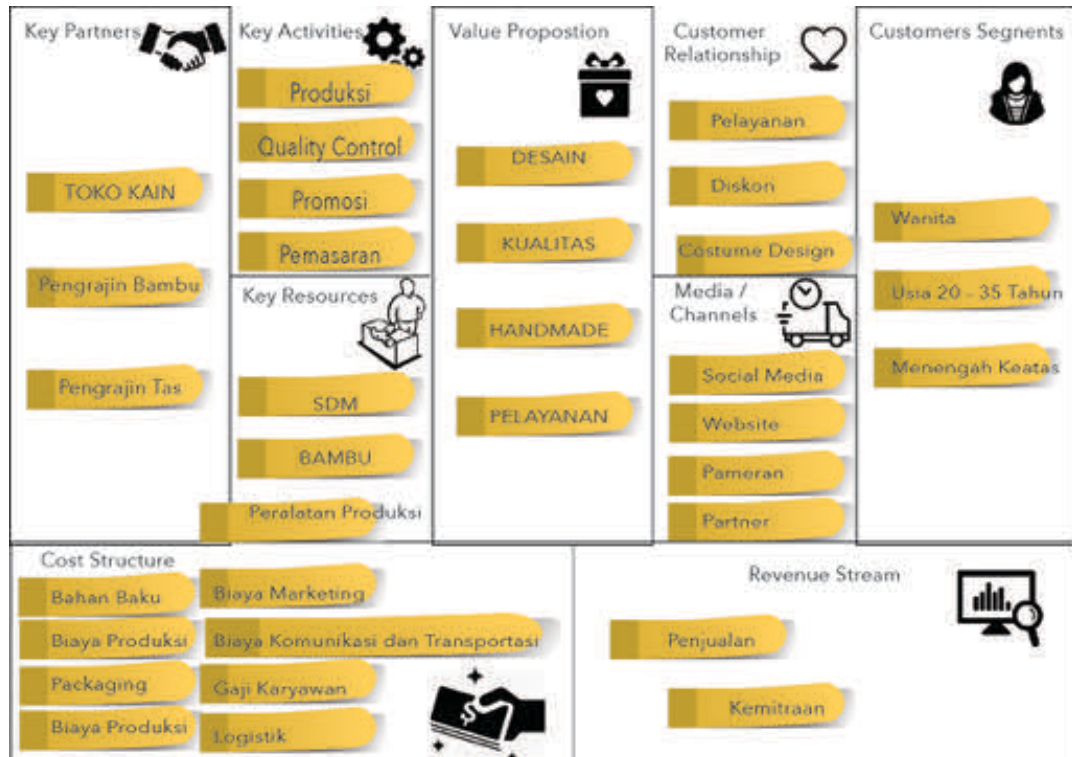 Key Partners
TOKO KAIN
Pengrajin Bambu
Pengrajin Tas
Key Activities
Produksi
Quality Control
Promosi
Pemasaran
Key Resources
SDM
BAMBU
Peralatan Produksi
Value Propostion
DESAIN
KUALITAS
HANDMADE
PELAYANAN
Customer
Relationship
Pelayanan
Diskon
Costume Design
Media /
Channels
Social Media
Website
Pameran
Partner
Customers Segments
Wanita
Usia 20 - 35 Tahun
Menengah Keatas
Cost Structure
Bahan Baku
Biaya Produksi
Packaging
Biaya Produksi
Biaya Marketing
Biaya Komunikasi dan Transportasi
Gaji Karyawan
Logistik
$
Revenue Stream
Penjualan
Kemitraan